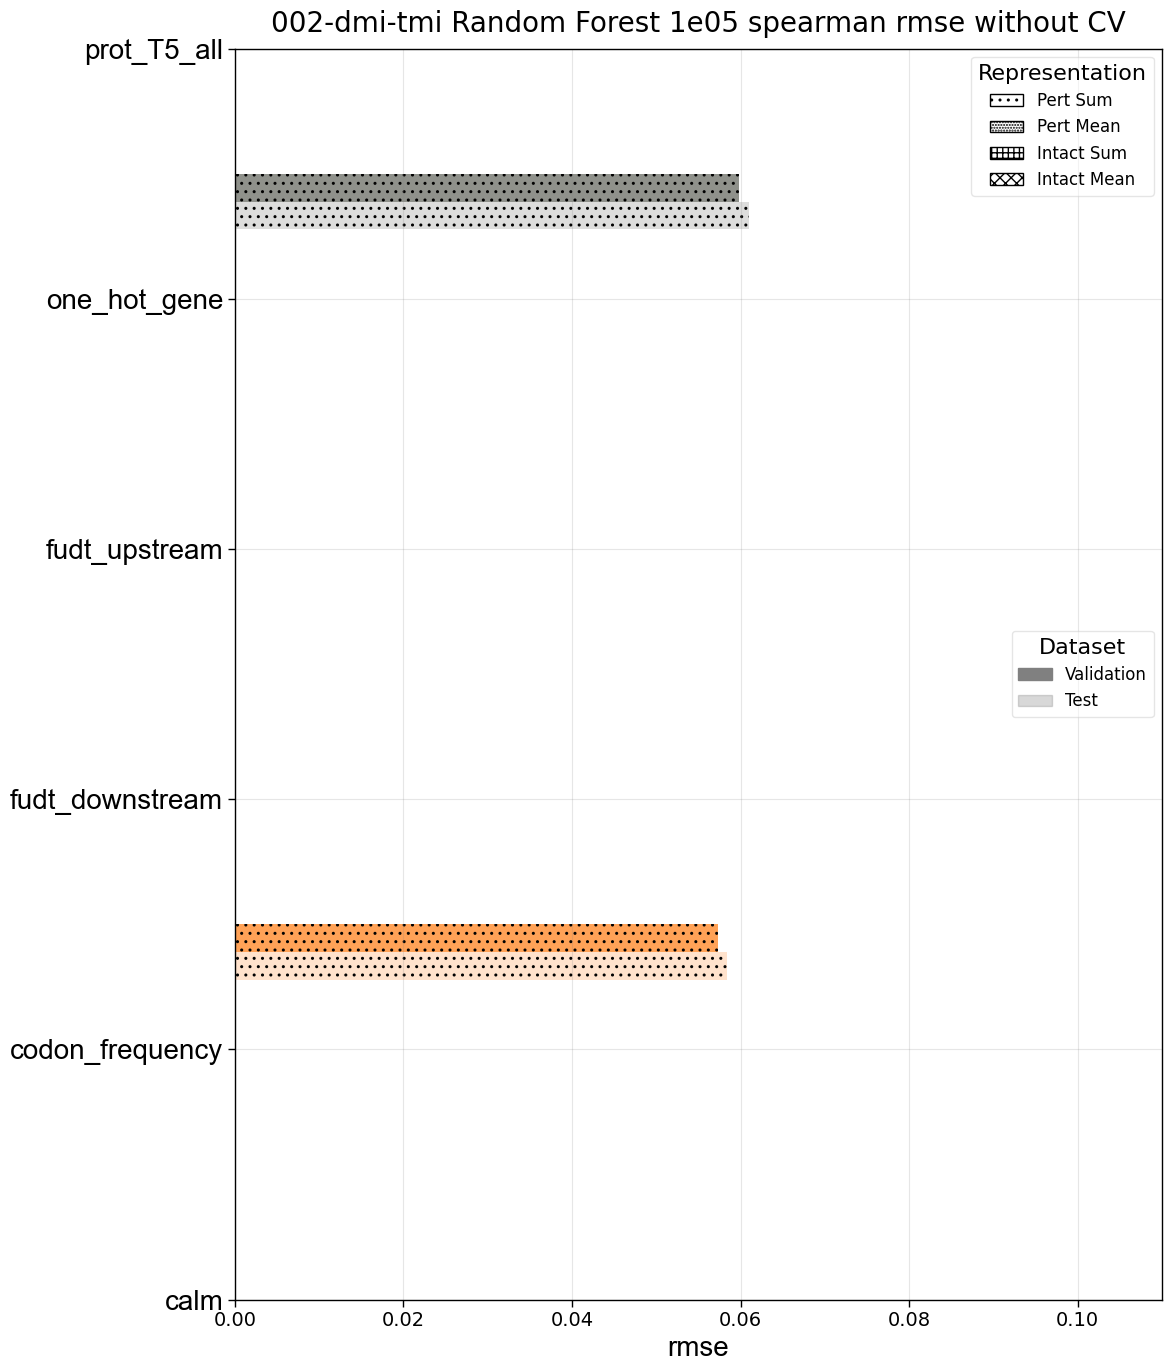 002-dmi-tmi Random Forest 1e05 spearman rmse without CV
prot_T5_all
one_hot_gene
fudt_upstream
fudt_downstream
codon_frequency
calm
Representation
Pert Sum
Pert Mean
Intact Sum
Intact Mean
Dataset
Validation
Test
0.00 0.02 0.04 0.06 0.08 0.10
rmse